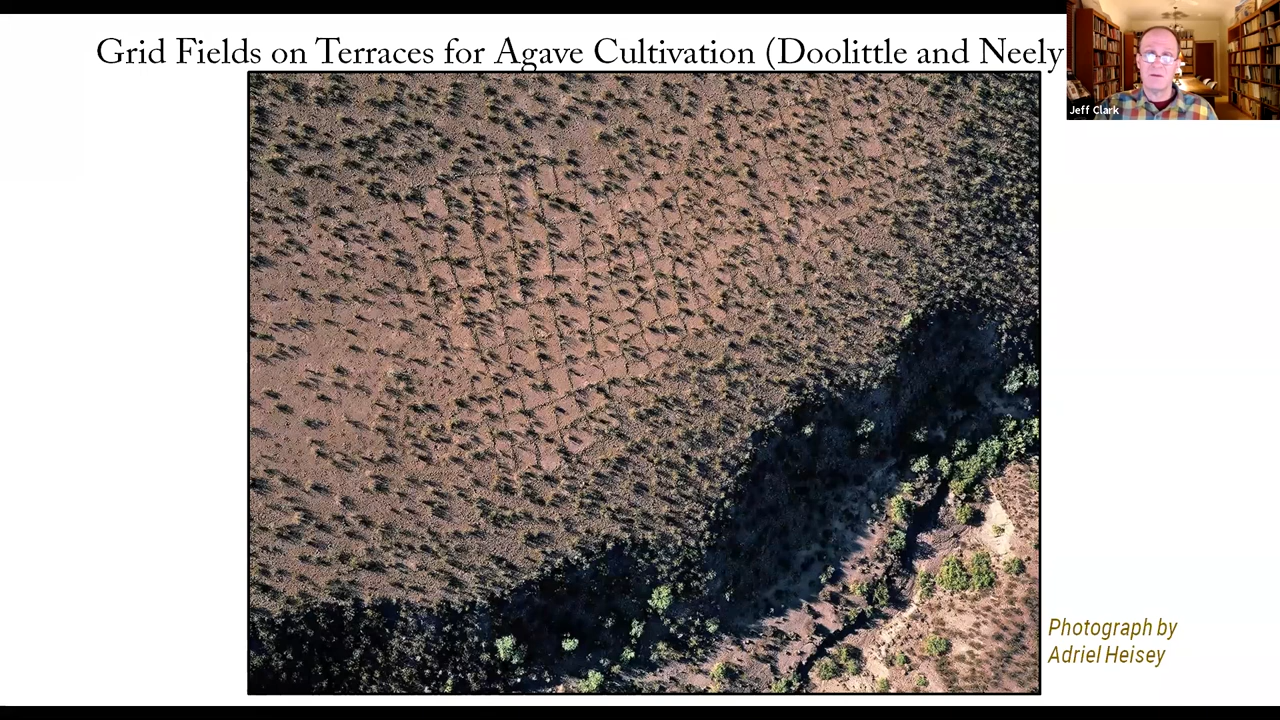 Grid Fields on Terraces for Agave Cultivation (Doolittle and Neely
Jeff Clark
Photograph by
Adriel Heisey